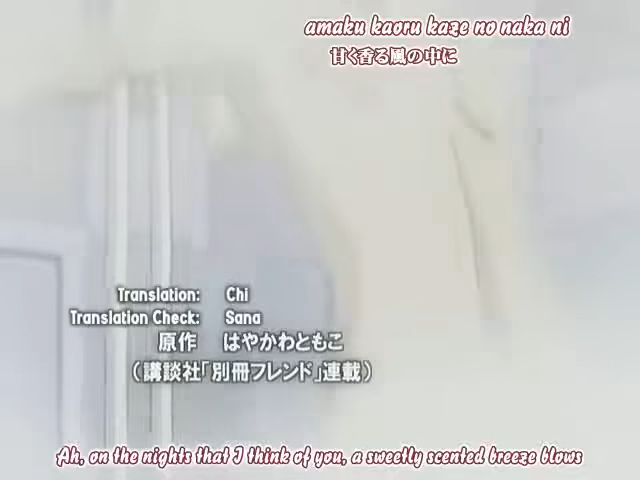 amaku kaoru kaze no naka ni
甘く香る風の中に
Translation: Chi
Translation Check: Sana
原作 はやかわともこ
(講談社「別冊フレンド」連載)
Ah, on the nights that I think of you, a sweetly scented breeze blows